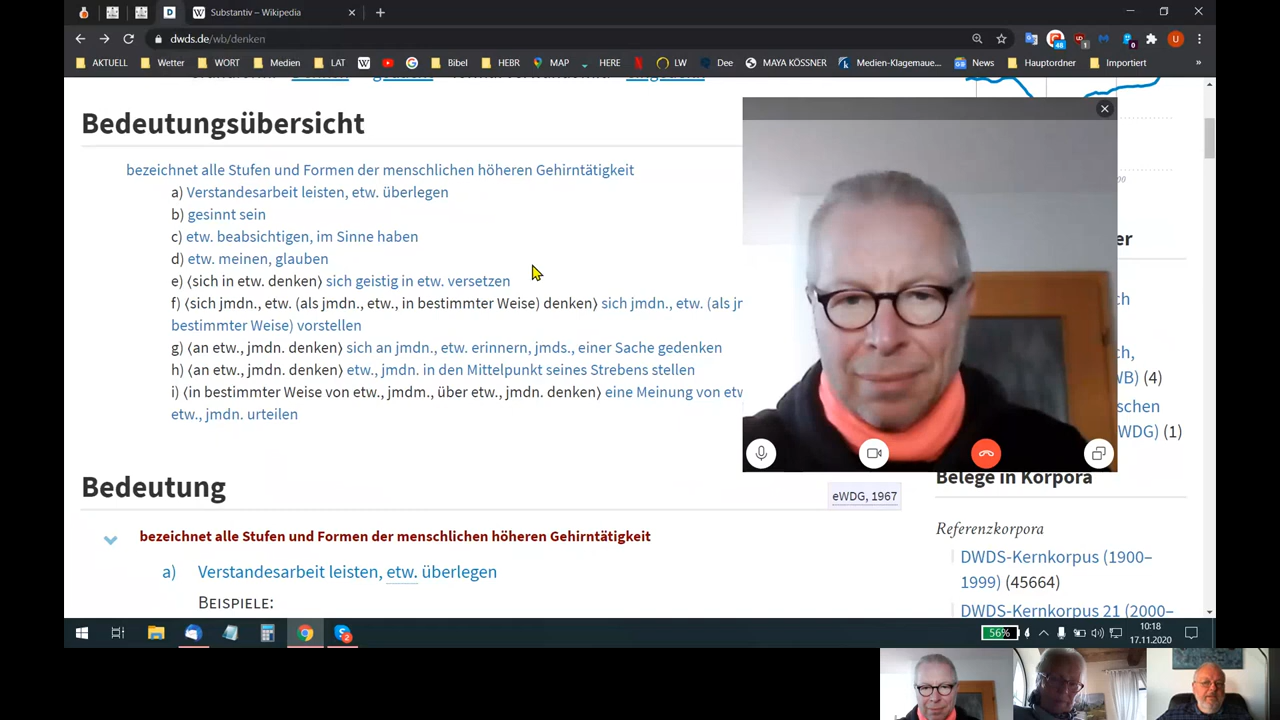 Substantiv – Wikipedia
dwds.de/wb/denken
AKTUELL Wetter WORT Medien LAT Bibel HEBR MAP HERE LW Dee MAYA KÖSSNER Medien-Klagemaue... News Hauptordner Importiert
Bedeutungsübersicht
bezeichnet alle Stufen und Formen der menschlichen höheren Gehirntätigkeit
a) Verstandesarbeit leisten, etw. überlegen
b) gesinnt sein
c) etw. beabsichtigen, im Sinne haben
d) etw. meinen, glauben
e) ⟨sich in etw. denken⟩ sich geistig in etw. versetzen
f) ⟨sich jmdn., etw. (als jmdn., etw., in bestimmter Weise) denken⟩ sich jmdn., etw. (als
bestimmter Weise) vorstellen
g) ⟨an etw., jmdn. denken⟩ sich an jmdn., etw. erinnern, jmds., einer Sache gedenken
h) ⟨an etw., jmdn. denken⟩ etw., jmdn. in den Mittelpunkt seines Strebens stellen
i) ⟨in bestimmter Weise von etw., jmdm., über etw., jmdn. denken⟩ eine Meinung von etw
etw., jmdn. urteilen
WB) (4)
schen
WDG) (1)
Bedeutung
eWDG, 1967
bezeichnet alle Stufen und Formen der menschlichen höheren Gehirntätigkeit
a) Verstandesarbeit leisten, etw. überlegen
BEISPIELE:
Belege in Korpora
Referenzkorpora
DWDS-Kernkorpus (1900–
1999) (45664)
DWDS-Kernkorpus 21 (2000–
56%
10:18
17.11.2020